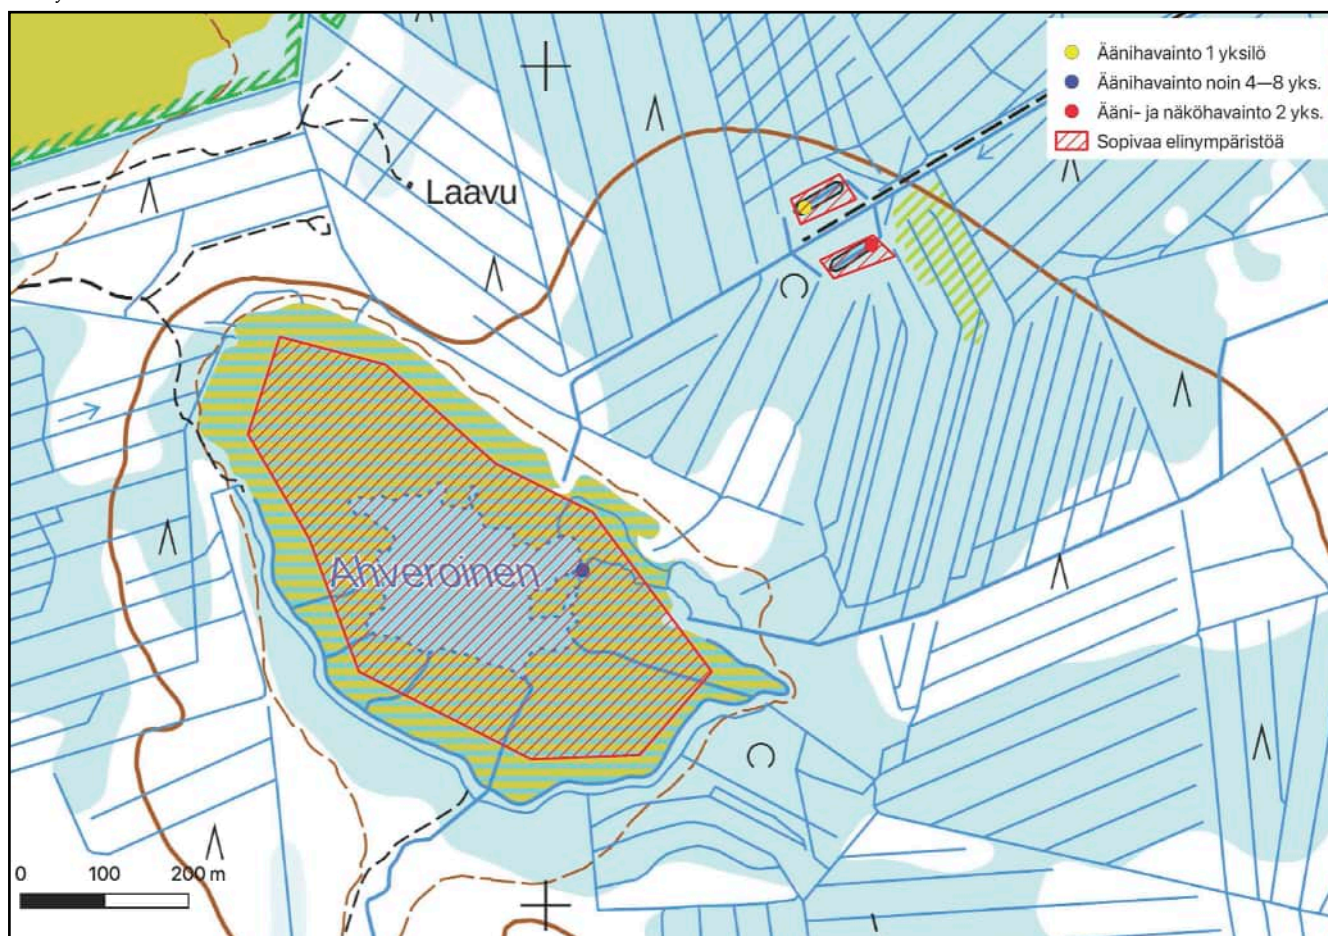 Äänihavainto 1 yksilö
Äänihavainto noin 4—8 yks.
Ääni- ja näköhavainto 2 yks.
Sopivaa elinympäristöä
Laavu
Ahveroinen
0 100 200 m